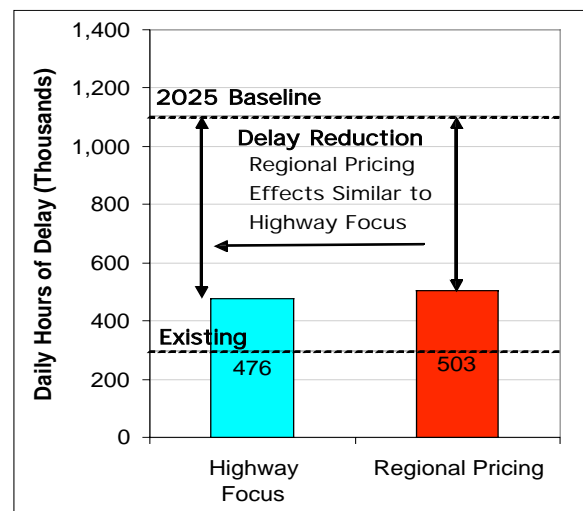 Daily Hours of Delay (Thousands)
1,400
1,200
1,000
800
600
400
200
0
2025 Baseline
Delay Reduction
Regional Pricing
Effects Similar to
Highway Focus
Existing
476
503
Highway
Focus
Regional Pricing